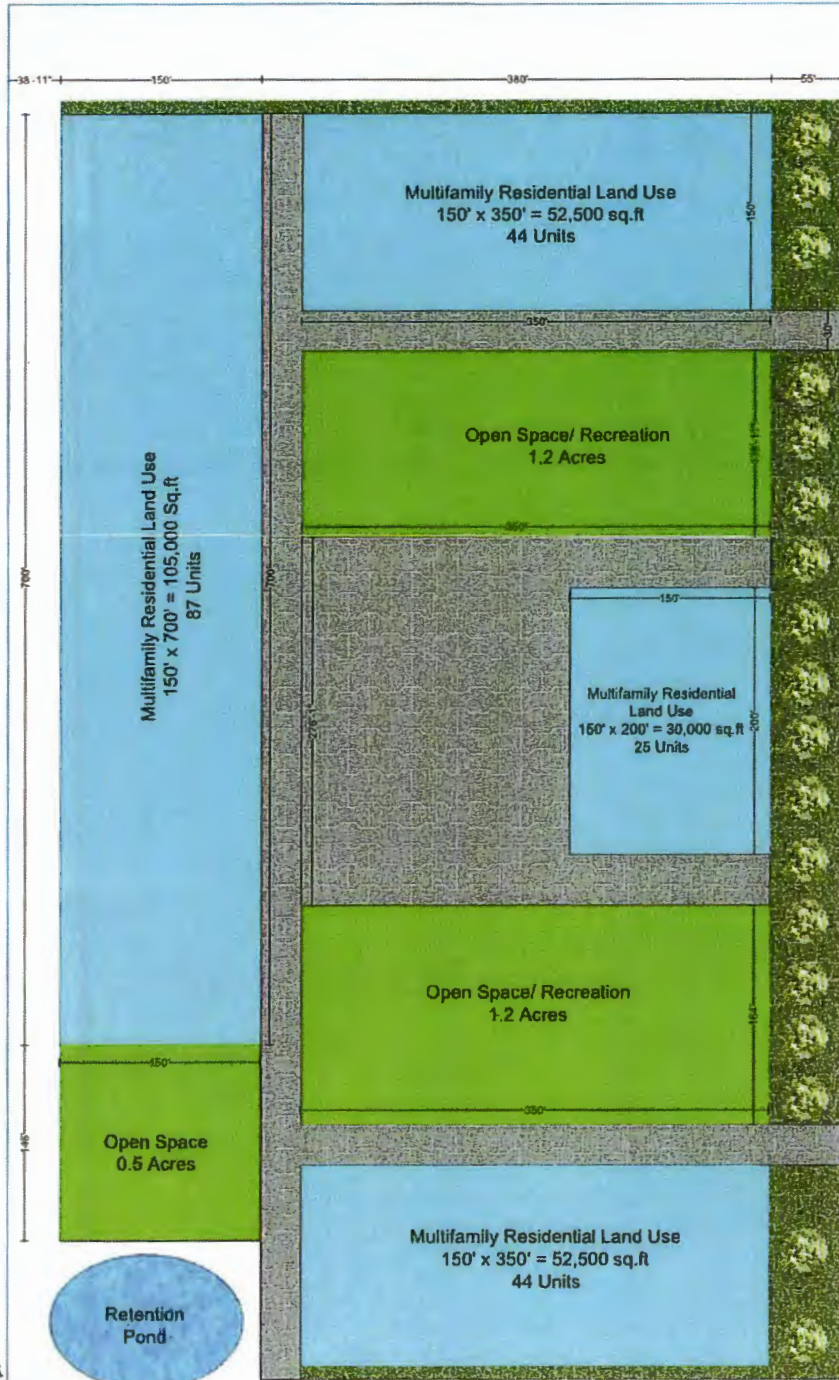 38'-11"
150'
380'
55'
Multifamily Residential Land Use
150' x 350' = 52,500 sq.ft
44 Units
150'
350'
Open Space/ Recreation
1.2 Acres
350'
Multifamily Residential Land Use
150' x 700' = 105,000 Sq.ft
87 Units
700'
700'
150'
Multifamily Residential
Land Use
150' x 200' = 30,000 sq.ft
25 Units
200'
Open Space/ Recreation
1.2 Acres
164'
350'
150'
Open Space
0.5 Acres
Multifamily Residential Land Use
150' x 350' = 52,500 sq.ft
44 Units
Retention
Pond